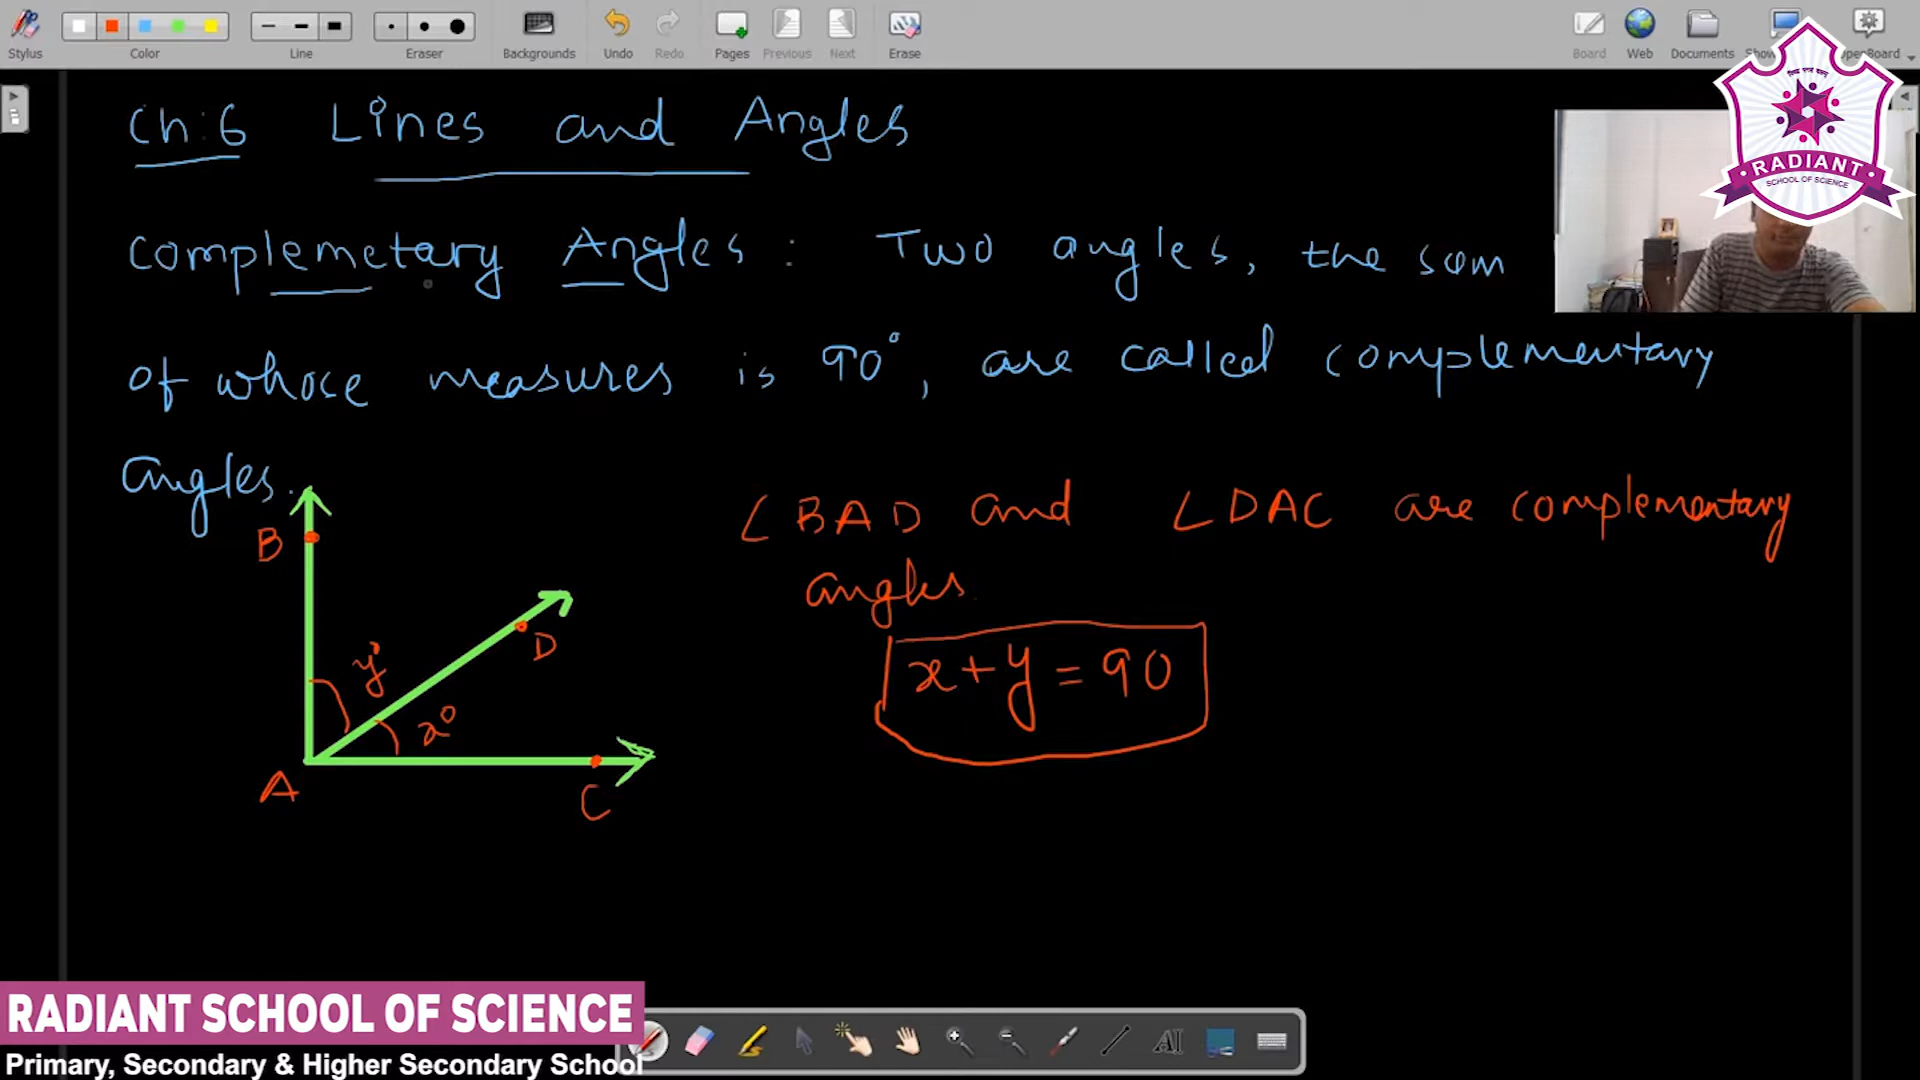 Stylus
Color
Line
Eraser
Backgrounds
Undo
Redo
Pages
Previous
Next
Erase
Board
Web
Documents
RADIANT
SCHOOL OF SCIENCE
Ch:6 Lines and Angles
Complemetary Angles : Two angles, the sum
of whose measures is 90°, are called complementary
angles.
∠BAD and ∠DAC are complementary
angles.
B
D
y°
x°
A
C
x+y=90
RADIANT SCHOOL OF SCIENCE
Primary, Secondary & Higher Secondary School
AI